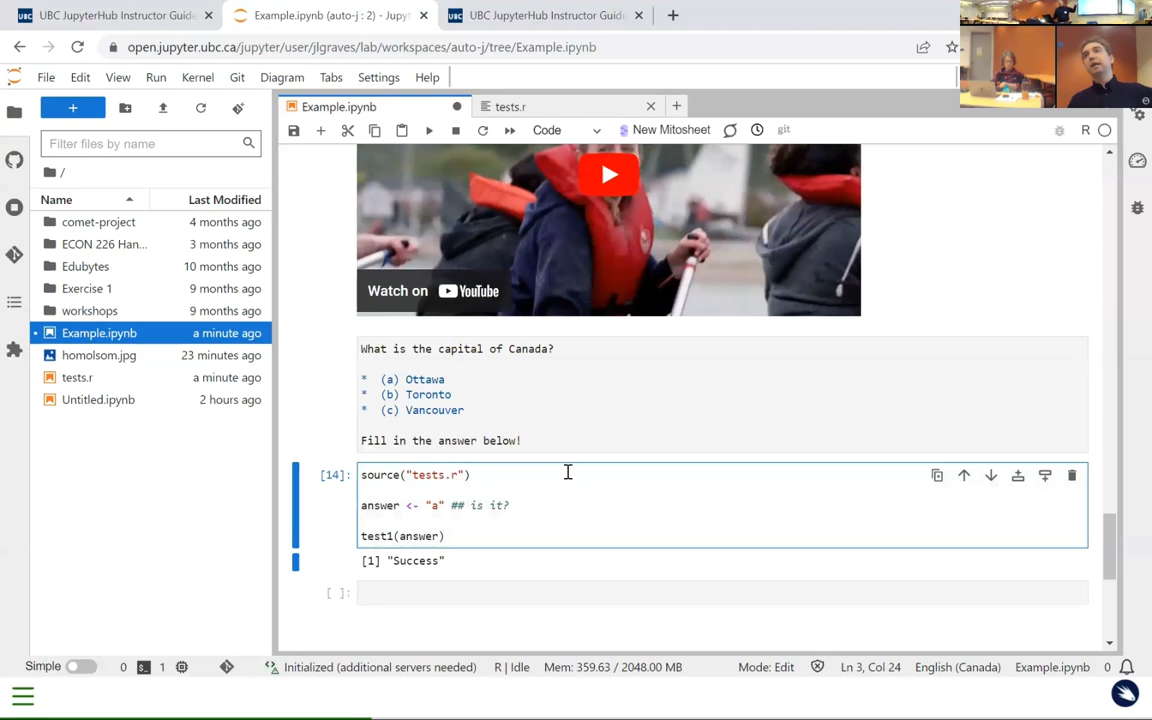 UBC JupyterHub Instructor Guide
Example.ipynb (auto-j : 2) - Jupyt
UBC JupyterHub Instructor Guide
open.jupyter.ubc.ca/jupyter/user/jlgraves/lab/workspaces/auto-j/tree/Example.ipynb
File Edit View Run Kernel Git Diagram Tabs Settings Help
Example.ipynb
tests.r
Code
New Mitosheet
git
R
Filter files by name
/
Name Last Modified
comet-project 4 months ago
ECON 226 Han... 3 months ago
Edubytes 10 months ago
Exercise 1 9 months ago
workshops 9 months ago
Example.ipynb a minute ago
homolsom.jpg 23 minutes ago
tests.r a minute ago
Untitled.ipynb 2 hours ago
Watch on YouTube
What is the capital of Canada?
* (a) Ottawa
* (b) Toronto
* (c) Vancouver
Fill in the answer below!
[14]: source("tests.r")
answer <- "a" ## is it?
test1(answer)
[1] "Success"
[ ]:
Simple 0 1 Initialized (additional servers needed) R | Idle Mem: 359.63 / 2048.00 MB Mode: Edit Ln 3, Col 24 English (Canada) Example.ipynb 0